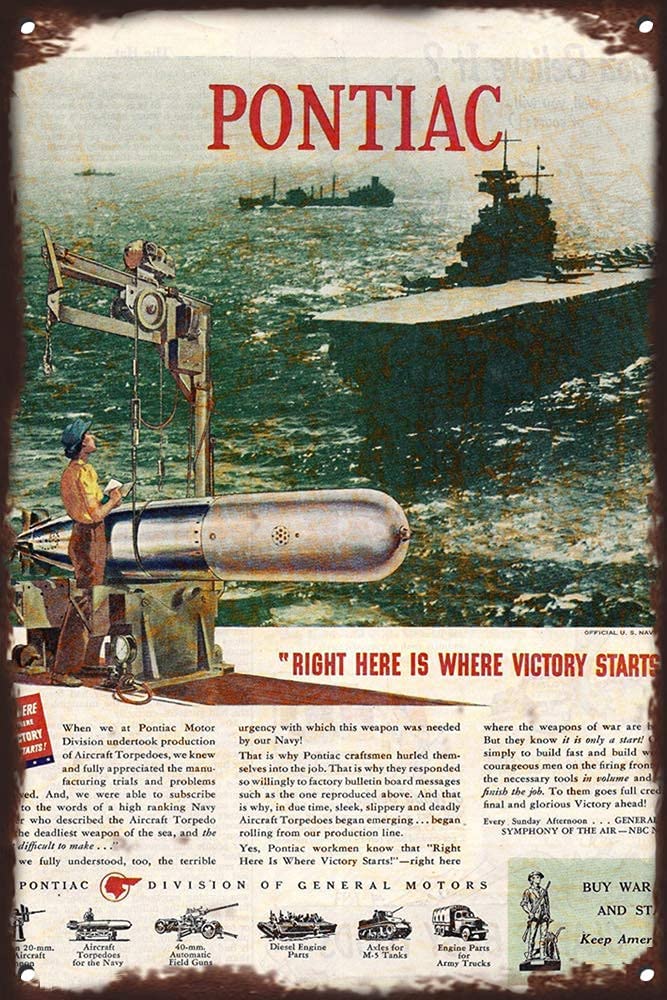 PONTIAC
OFFICIAL U. S. NAV
"RIGHT HERE IS WHERE VICTORY STARTS
ERE
ERE
CTORY
TARTS!
When we at Pontiac Motor
Division undertook production
of Aircraft Torpedoes, we knew
and fully appreciated the manu-
facturing trials and problems
ved. And, we were able to subscribe
to the words of a high ranking Navy
er who described the Aircraft Torpedo
he deadliest weapon of the sea, and the
difficult to make . . ."
we fully understood, too, the terrible
urgency with which this weapon was needed
by our Navy!
That is why Pontiac craftsmen hurled them-
selves into the job. That is why they responded
so willingly to factory bulletin board messages
such as the one reproduced above. And that
is why, in due time, sleek, slippery and deadly
Aircraft Torpedoes began emerging . . . began
rolling from our production line.
Yes, Pontiac workmen know that "Right
Here Is Where Victory Starts!"—right here
where the weapons of war are b
But they know it is only a start!
simply to build fast and build w
courageous men on the firing front
the necessary tools in volume and
finish the job. To them goes full cred
final and glorious Victory ahead!
Every Sunday Afternoon . . . GENERA
SYMPHONY OF THE AIR—NBC N
PONTIAC DIVISION OF GENERAL MOTORS
n 20-mm.
Aircraft
nnon
Aircraft
Torpedoes
for the Navy
40-mm.
Automatic
Field Guns
Diesel Engine
Parts
Axles for
M-5 Tanks
Engine Parts
for
Army Trucks
BUY WAR
AND STA
Keep Amer